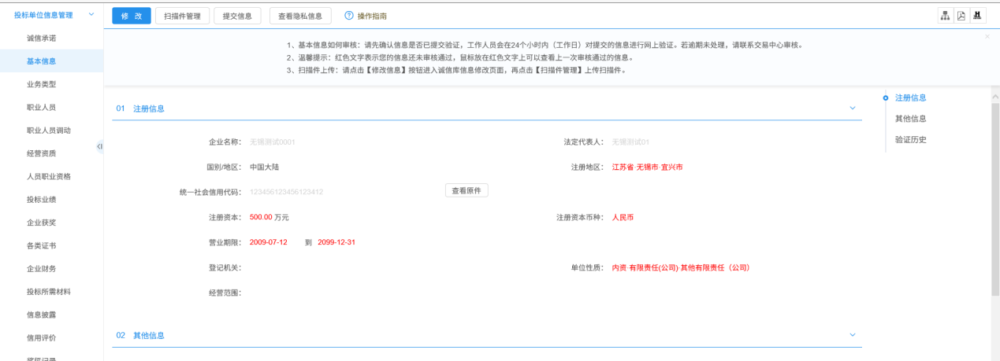 投标单位信息管理
修 改 扫描件管理 提交信息 查看隐私信息 ? 操作指南
诚信承诺
基本信息
业务类型
职业人员
职业人员调动
经营资质
人员职业资格
投标业绩
企业获奖
各类证书
企业财务
投标所需材料
信息披露
信用评价
奖惩记录
1、基本信息如何审核：请先确认信息是否已提交验证，工作人员会在24个小时内（工作日）对提交的信息进行网上验证。若逾期未处理，请联系交易中心审核。
2、温馨提示：红色文字表示您的信息还未审核通过，鼠标放在红色文字上可以查看上一次审核通过的信息。
3、扫描件上传：请点击【修改信息】按钮进入诚信库信息修改页面，再点击【扫描件管理】上传扫描件。
01 注册信息
企业名称： 无锡测试0001 法定代表人： 无锡测试01
国别/地区： 中国大陆 注册地区： 江苏省·无锡市·宜兴市
统一社会信用代码： 123456123456123412 查看原件
注册资本： 500.00 万元 注册资本币种： 人民币
营业期限： 2009-07-12 到 2099-12-31
登记机关： 单位性质： 内资·有限责任(公司)·其他有限责任（公司）
经营范围：
02 其他信息
注册信息
其他信息
验证历史